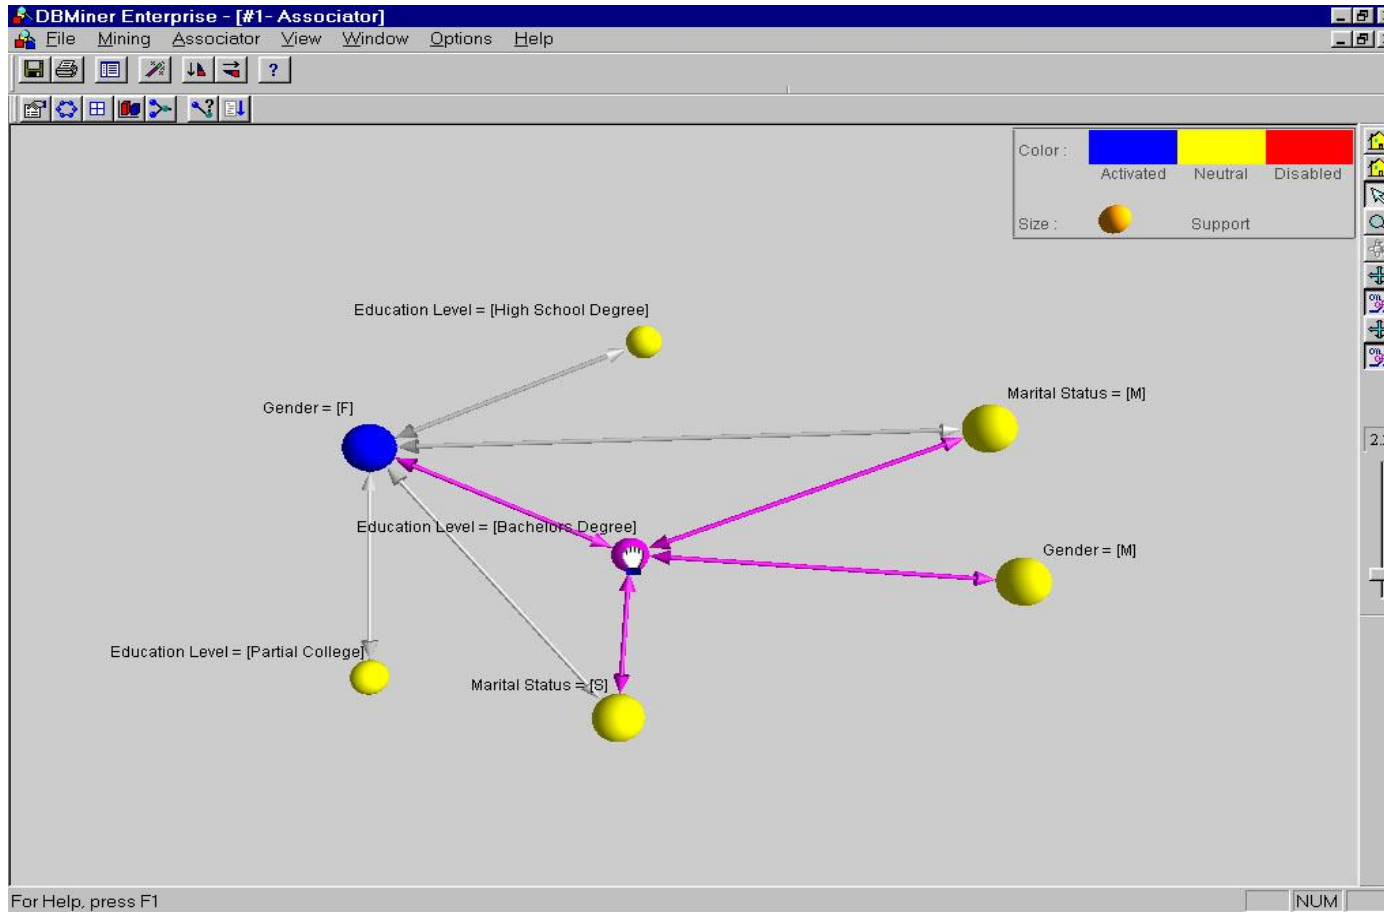 DBMiner Enterprise - [#1- Associator]
File Mining Associator View Window Options Help
Color :
Activated Neutral Disabled
Size : Support
Education Level = [High School Degree]
Marital Status = [M]
Gender = [F]
Education Level = [Bachelors Degree]
Gender = [M]
Education Level = [Partial College]
Marital Status = [S]
For Help, press F1
NUM